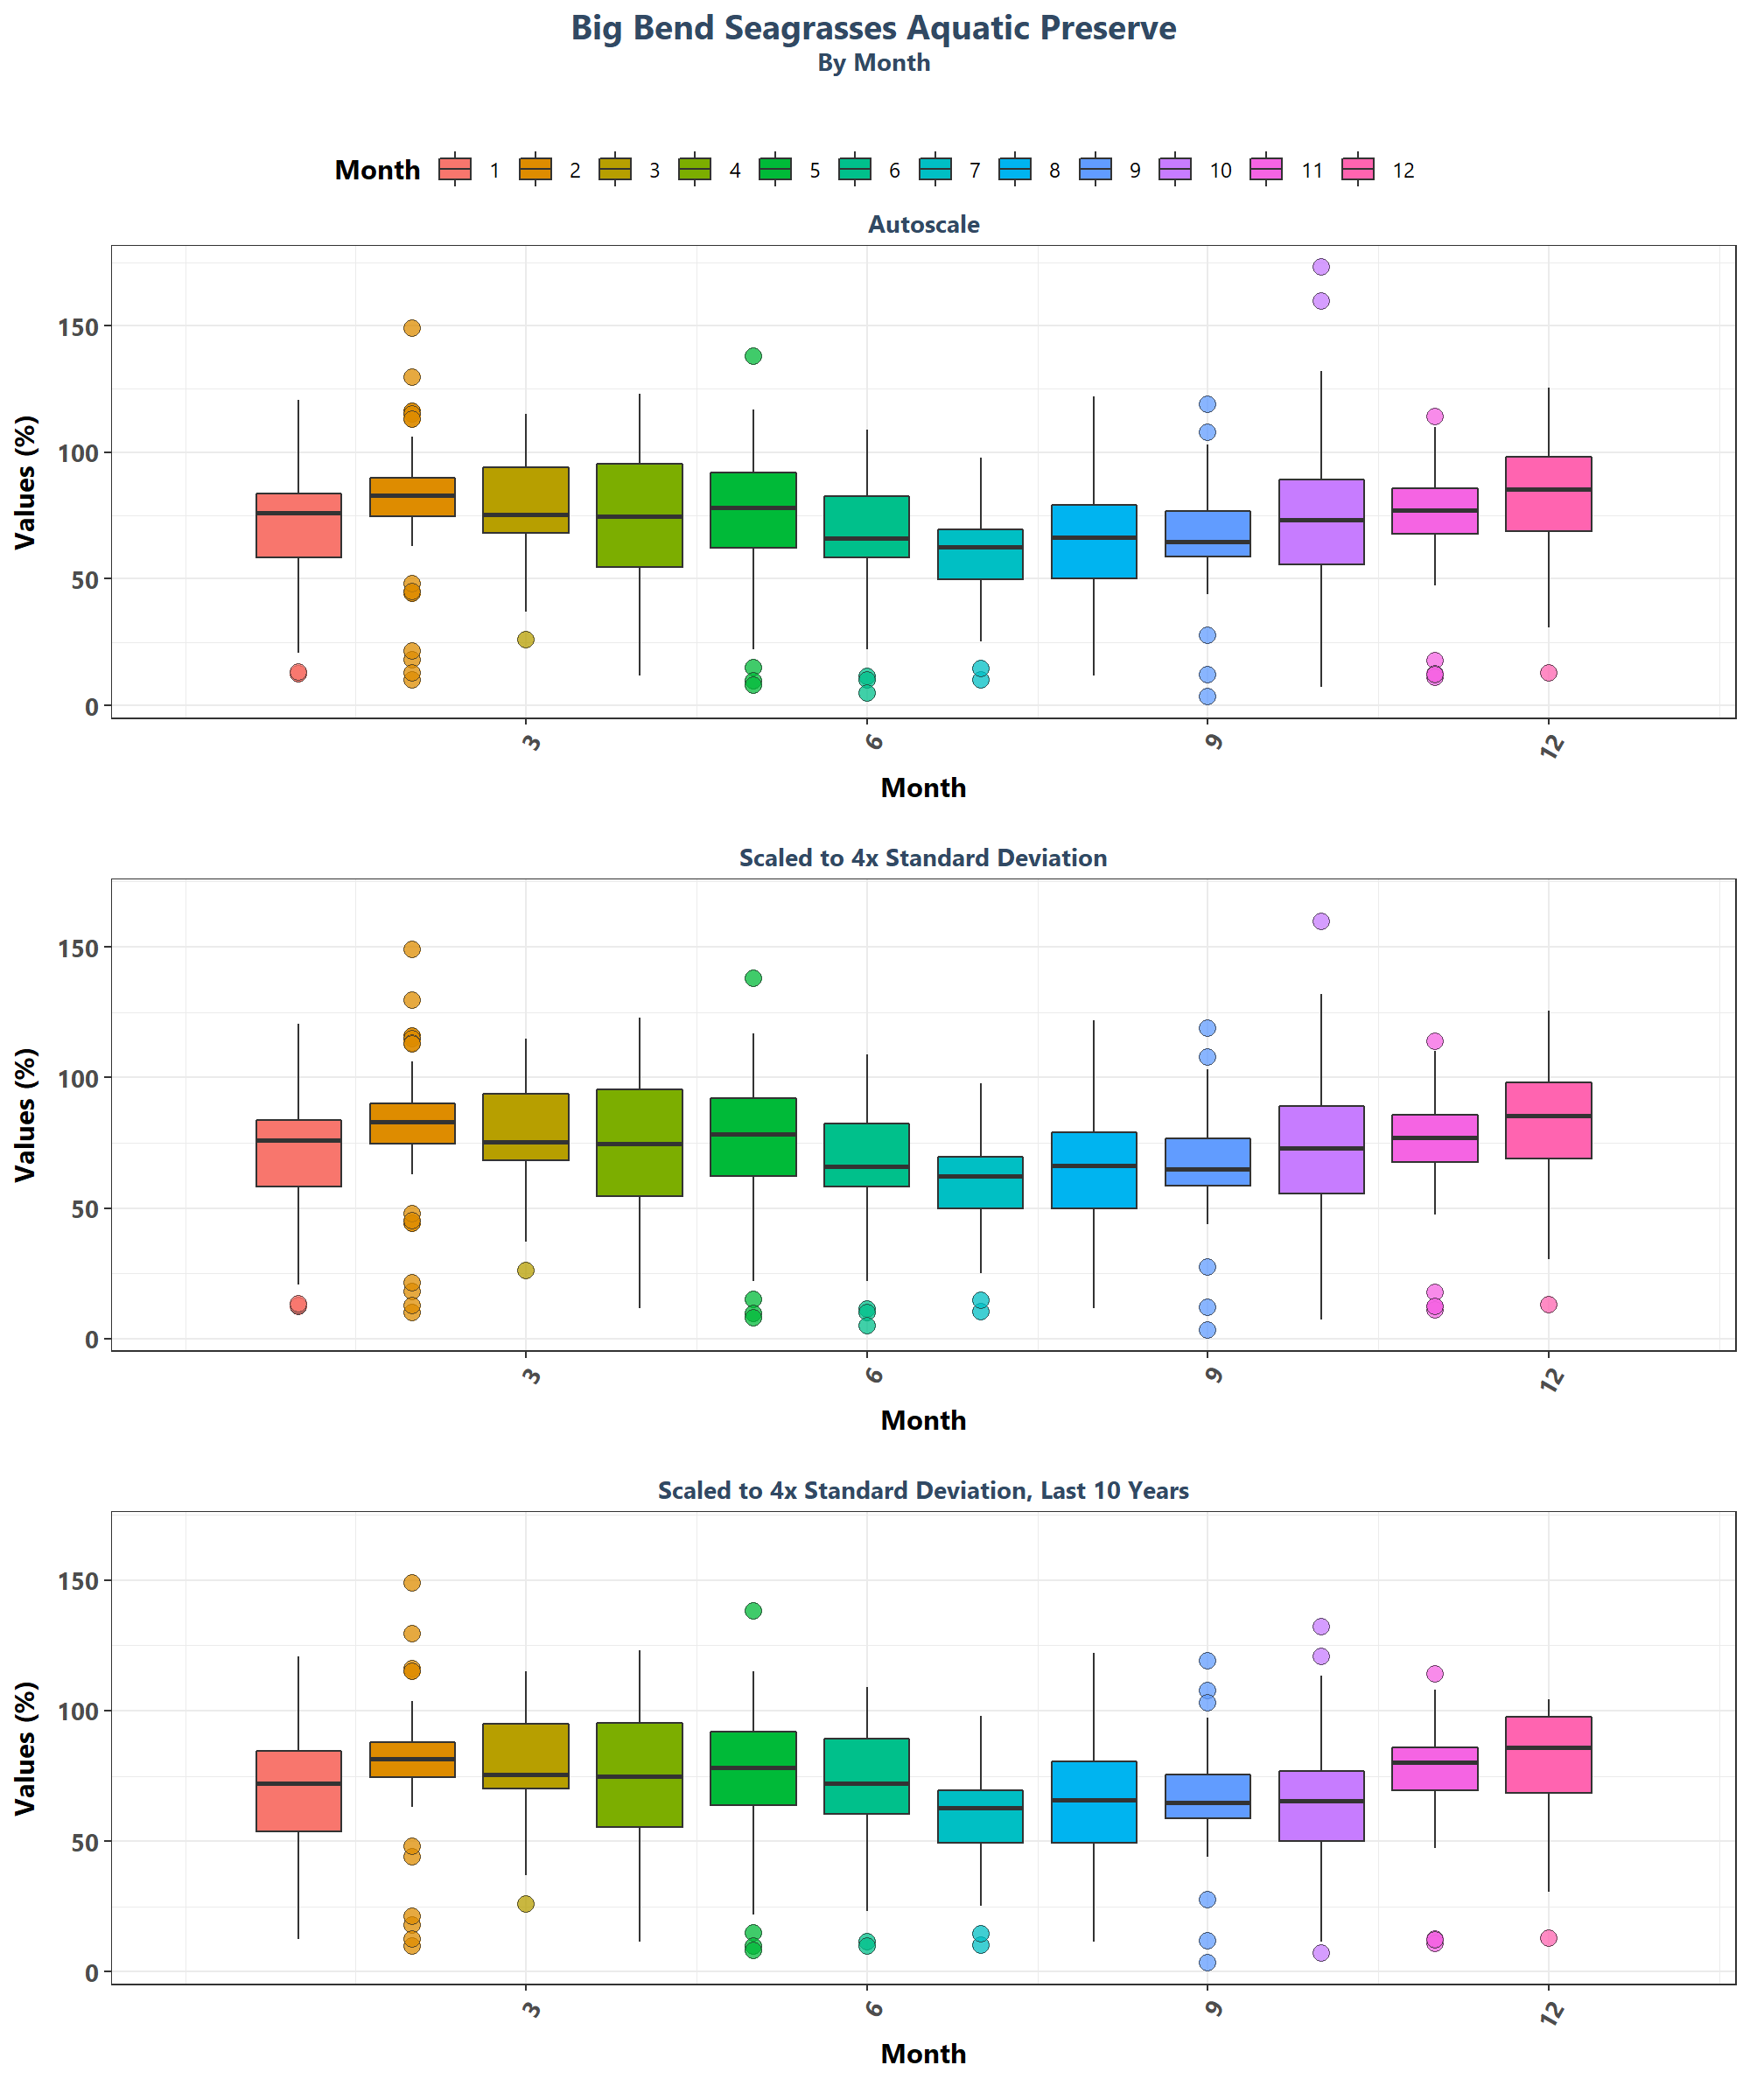 Big Bend Seagrasses Aquatic Preserve
By Month
Month 1 2 3 4 5 6 7 8 9 10 11 12
Autoscale
Values (%)
150
100
50
0
3 6 9 12
Month
Scaled to 4x Standard Deviation
Values (%)
150
100
50
0
3 6 9 12
Month
Scaled to 4x Standard Deviation, Last 10 Years
Values (%)
150
100
50
0
3 6 9 12
Month